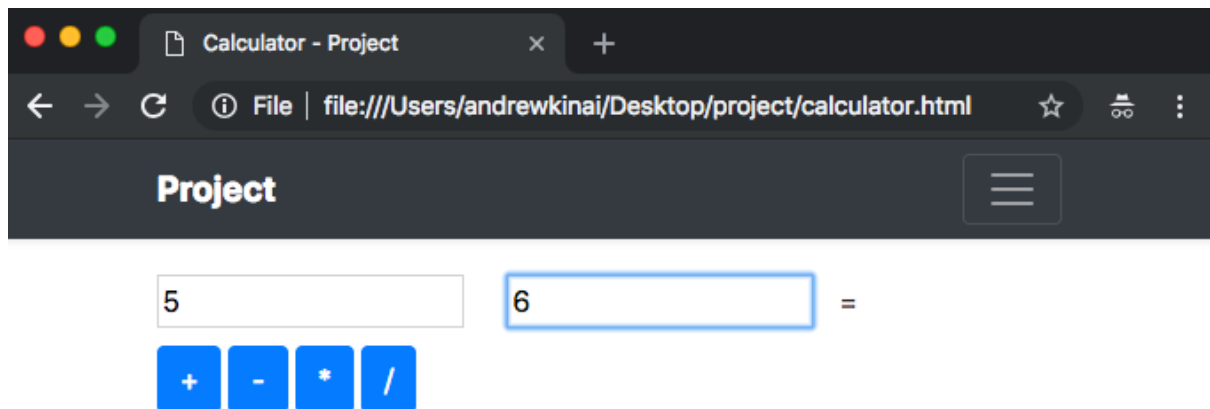 Calculator - Project
File | file:///Users/andrewkinai/Desktop/project/calculator.html
Project
5 6 =
+ - * /